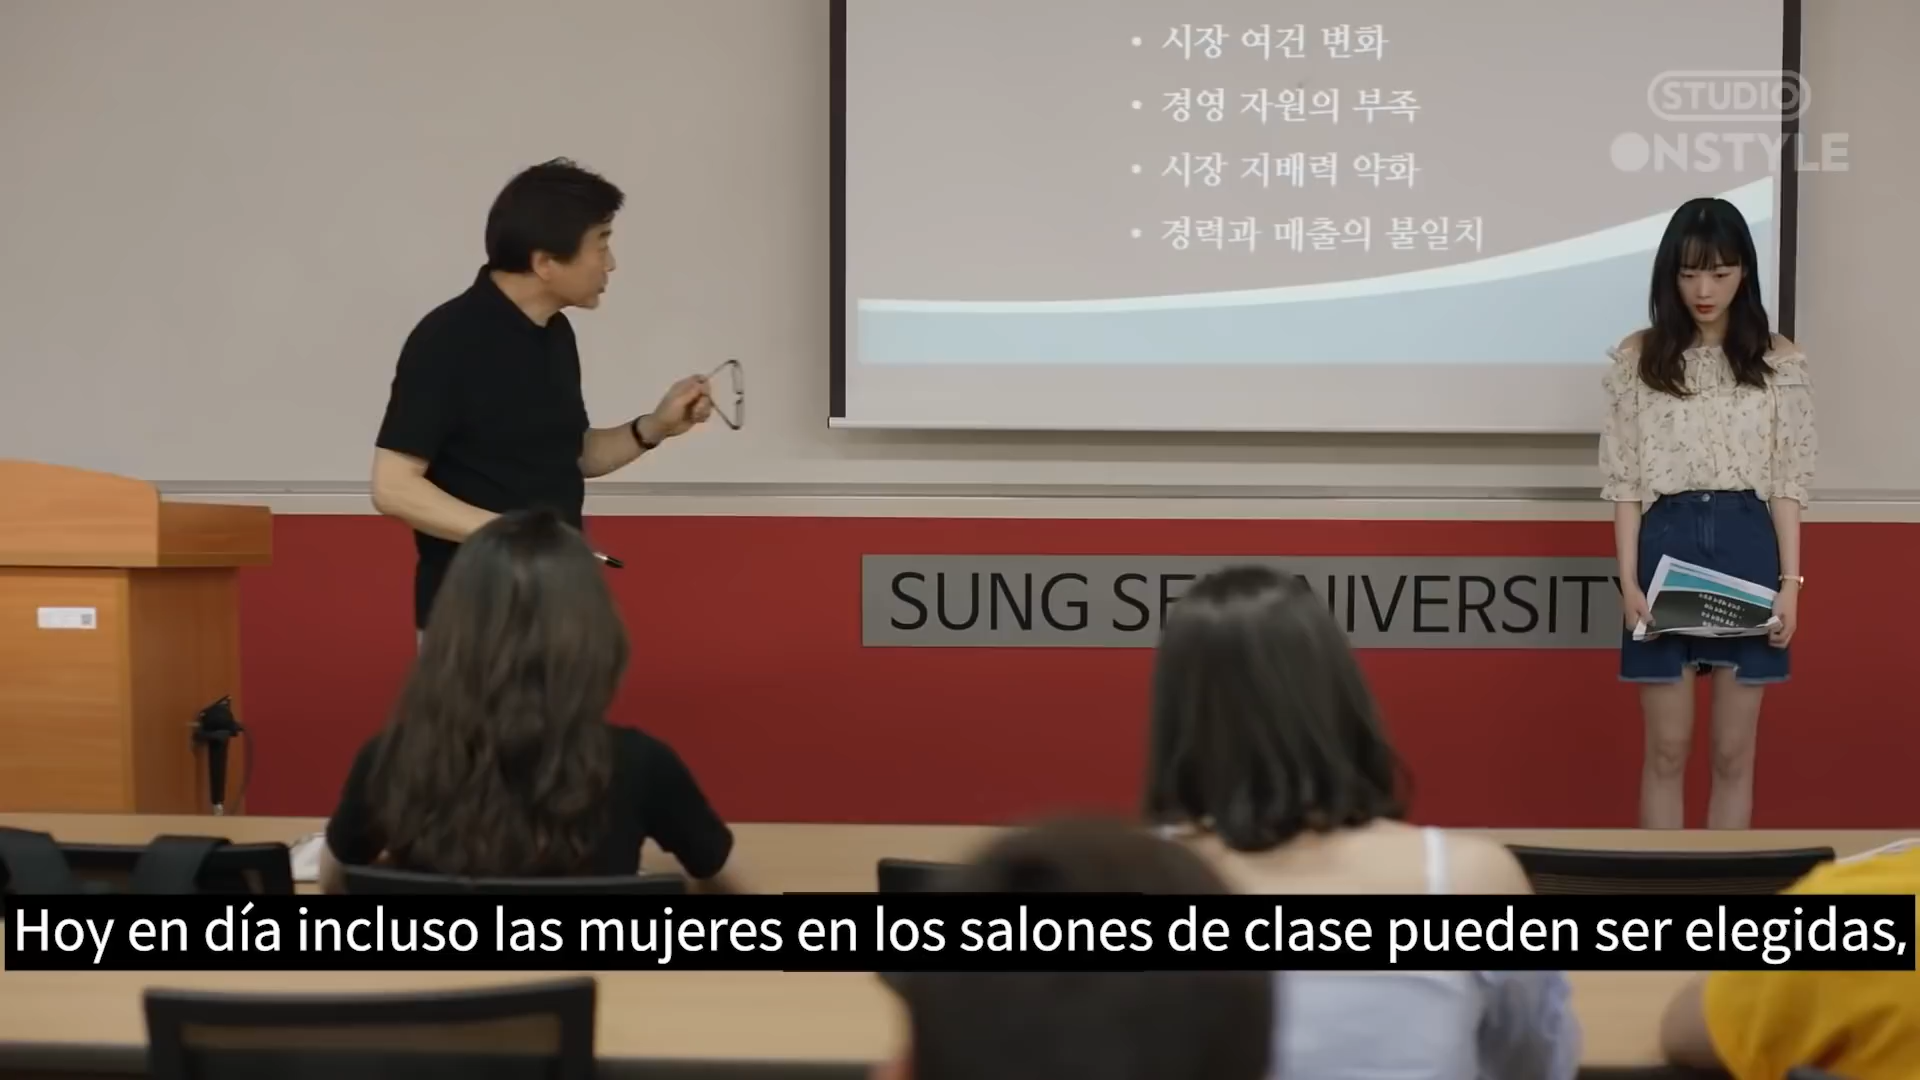 • 시장 여건 변화
• 경영 자원의 부족
• 시장 지배력 약화
• 경력과 매출의 불일치
STUDIO
ONSTYLE
SUNG SE UNIVERSITY
Hoy en día incluso las mujeres en los salones de clase pueden ser elegidas,